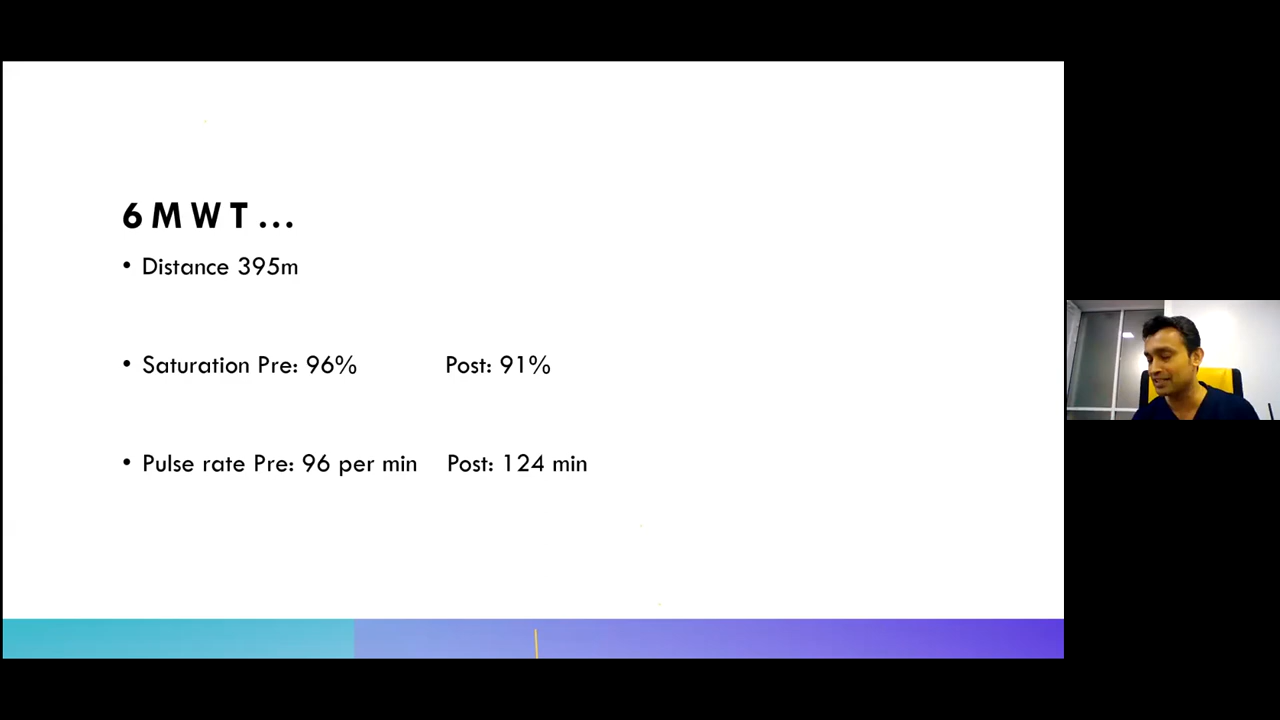 6MWT...
• Distance 395m
• Saturation Pre: 96% Post: 91%
• Pulse rate Pre: 96 per min Post: 124 min